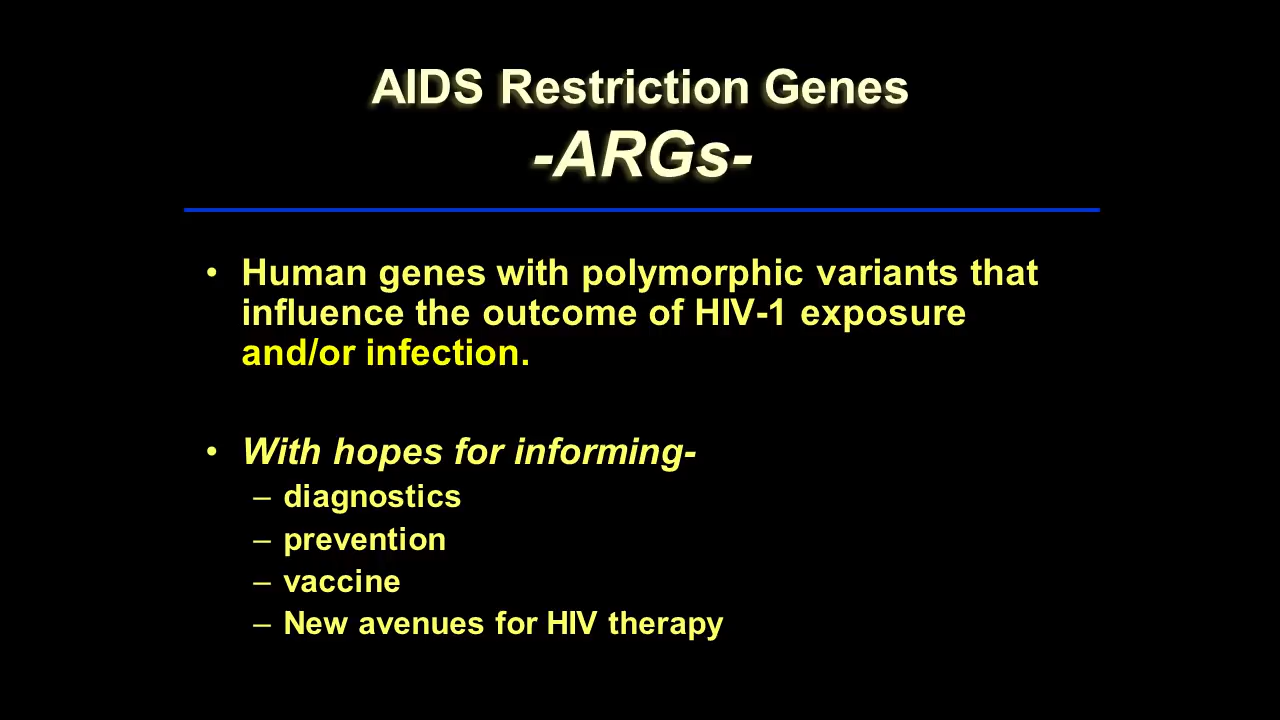 AIDS Restriction Genes
-ARGs-
• Human genes with polymorphic variants that
influence the outcome of HIV-1 exposure
and/or infection.
• With hopes for informing-
– diagnostics
– prevention
– vaccine
– New avenues for HIV therapy